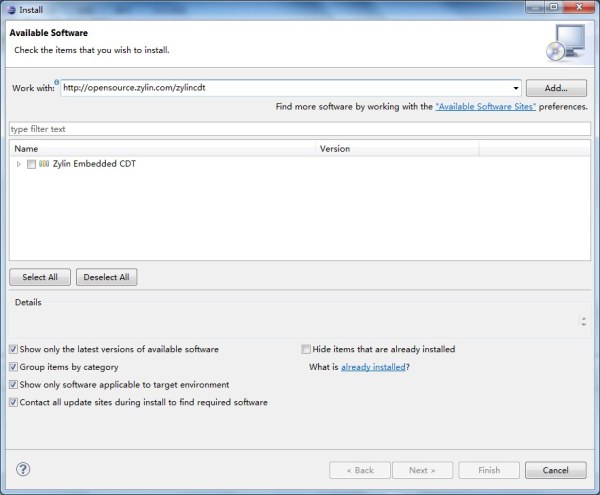 Install
Available Software
Check the items that you wish to install.
Work with: http://opensource.zylin.com/zylincdt Add...
Find more software by working with the "Available Software Sites" preferences.
type filter text
Name Version
Zylin Embedded CDT
Select All Deselect All
Details
Show only the latest versions of available software Hide items that are already installed
Group items by category What is already installed?
Show only software applicable to target environment
Contact all update sites during install to find required software
? < Back Next > Finish Cancel